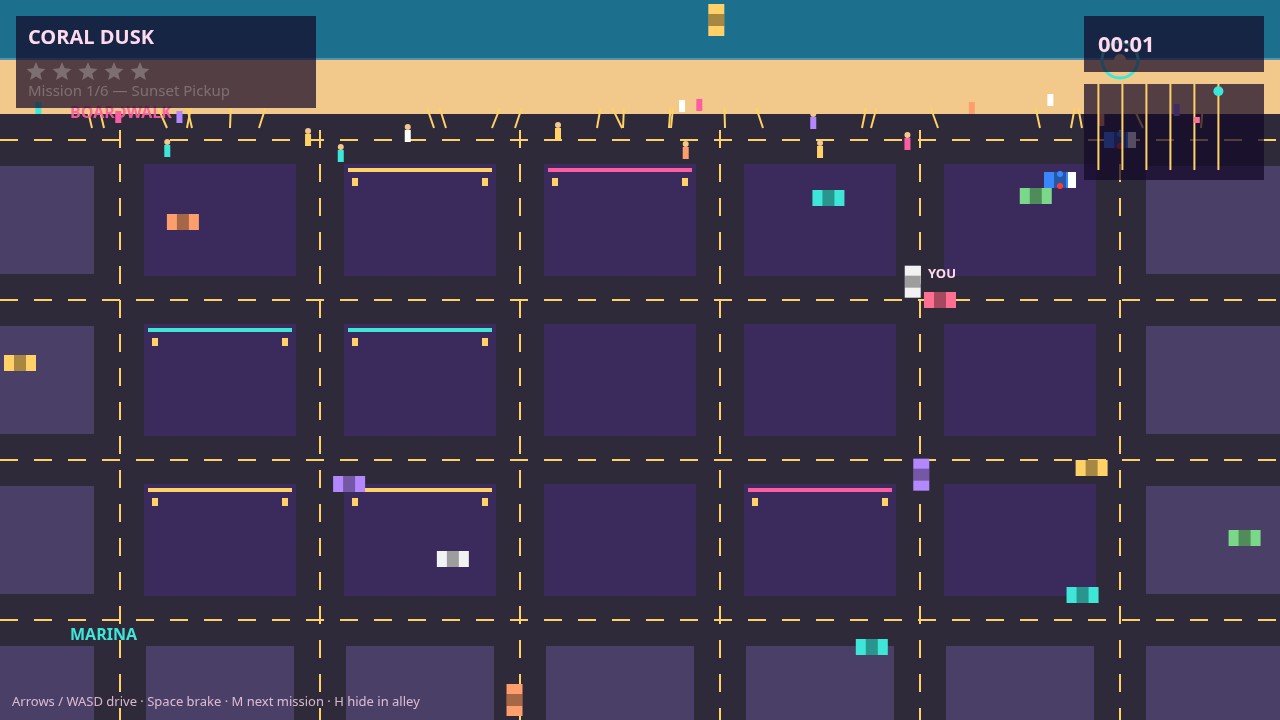 CORAL DUSK
Mission 1/6 — Sunset Pickup
00:01
BOARDWALK
YOU
MARINA
Arrows / WASD drive · Space brake · M next mission · H hide in alley